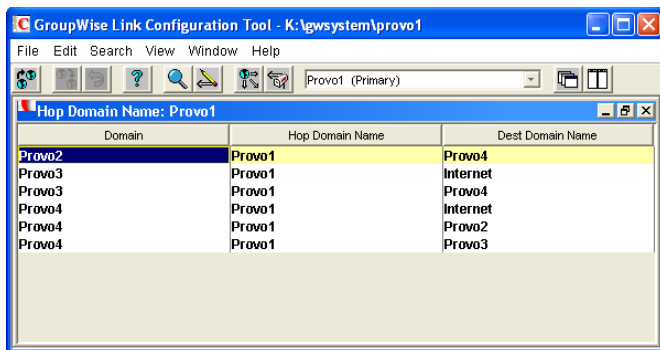 GroupWise Link Configuration Tool - K:\gwsystem\provo1
File Edit Search View Window Help
Provo1 (Primary)
Hop Domain Name: Provo1
Domain Hop Domain Name Dest Domain Name
Provo2 Provo1 Provo4
Provo3 Provo1 Internet
Provo3 Provo1 Provo4
Provo4 Provo1 Internet
Provo4 Provo1 Provo2
Provo4 Provo1 Provo3